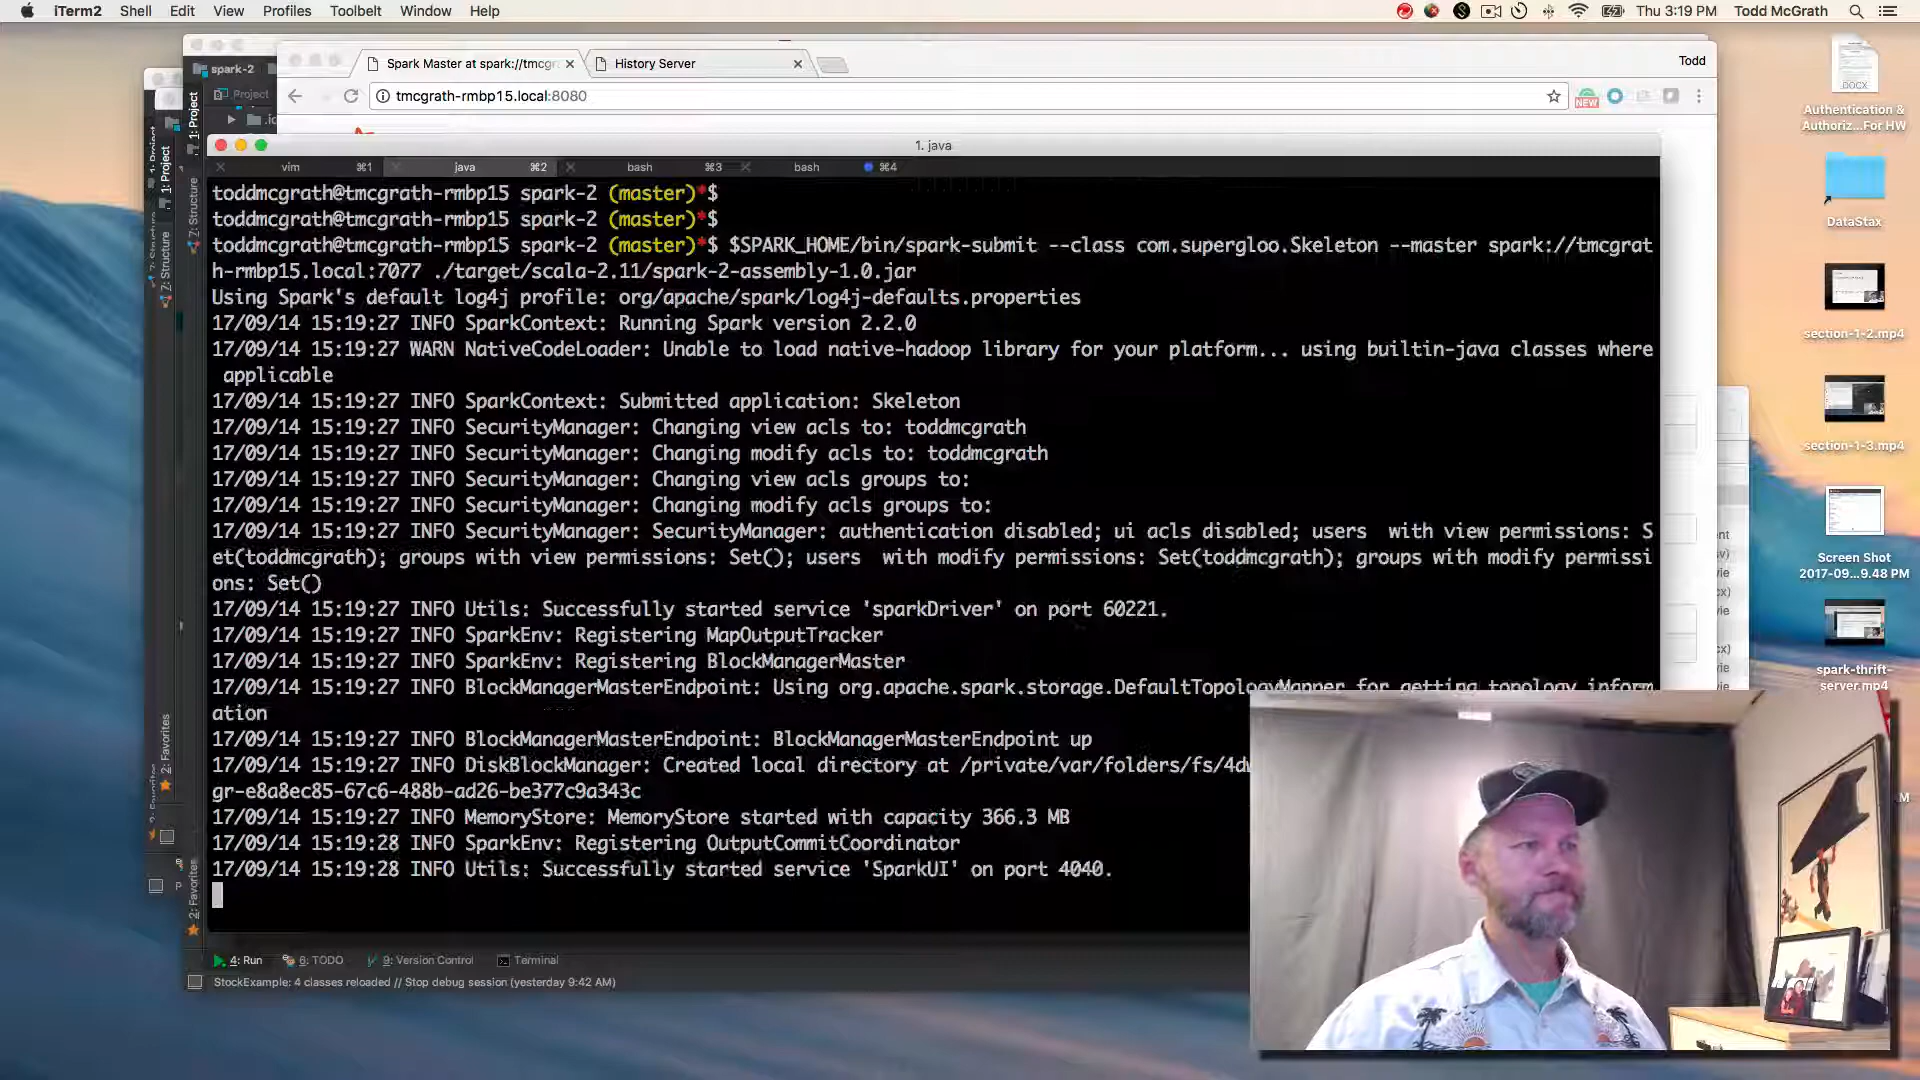 iTerm2 Shell Edit View Profiles Toolbelt Window Help Thu 3:19 PM Todd McGrath
spark-2
Spark Master at spark://tmcgr
History Server
Todd
Project
tmcgrath-rmbp15.local:8080
NEW
1. java
vim ⌘1 java ⌘2 bash ⌘3 bash ⌘4
toddmcgrath@tmcgrath-rmbp15 spark-2 (master)*$
toddmcgrath@tmcgrath-rmbp15 spark-2 (master)*$
toddmcgrath@tmcgrath-rmbp15 spark-2 (master)*$ $SPARK_HOME/bin/spark-submit --class com.supergloo.Skeleton --master spark://tmcgrat
h-rmbp15.local:7077 ./target/scala-2.11/spark-2-assembly-1.0.jar
Using Spark's default log4j profile: org/apache/spark/log4j-defaults.properties
17/09/14 15:19:27 INFO SparkContext: Running Spark version 2.2.0
17/09/14 15:19:27 WARN NativeCodeLoader: Unable to load native-hadoop library for your platform... using builtin-java classes where
applicable
17/09/14 15:19:27 INFO SparkContext: Submitted application: Skeleton
17/09/14 15:19:27 INFO SecurityManager: Changing view acls to: toddmcgrath
17/09/14 15:19:27 INFO SecurityManager: Changing modify acls to: toddmcgrath
17/09/14 15:19:27 INFO SecurityManager: Changing view acls groups to:
17/09/14 15:19:27 INFO SecurityManager: Changing modify acls groups to:
17/09/14 15:19:27 INFO SecurityManager: SecurityManager: authentication disabled; ui acls disabled; users  with view permissions: S
et(toddmcgrath); groups with view permissions: Set(); users  with modify permissions: Set(toddmcgrath); groups with modify permissi
ons: Set()
17/09/14 15:19:27 INFO Utils: Successfully started service 'sparkDriver' on port 60221.
17/09/14 15:19:27 INFO SparkEnv: Registering MapOutputTracker
17/09/14 15:19:27 INFO SparkEnv: Registering BlockManagerMaster
17/09/14 15:19:27 INFO BlockManagerMasterEndpoint: Using org.apache.spark.storage.DefaultTopologyMapper for getting topology inform
ation
17/09/14 15:19:27 INFO BlockManagerMasterEndpoint: BlockManagerMasterEndpoint up
17/09/14 15:19:27 INFO DiskBlockManager: Created local directory at /private/var/folders/fs/4d
gr-e8a8ec85-67c6-488b-ad26-be377c9a343c
17/09/14 15:19:27 INFO MemoryStore: MemoryStore started with capacity 366.3 MB
17/09/14 15:19:28 INFO SparkEnv: Registering OutputCommitCoordinator
17/09/14 15:19:28 INFO Utils: Successfully started service 'SparkUI' on port 4040.
4: Run 6: TODO 9: Version Control Terminal
StockExample: 4 classes reloaded // Stop debug session (yesterday 9:42 AM)
1: Project
Z: Structure
2: Favorites
DOCX
Authentication &
Authoriz...For HW
DataStax
section-1-2.mp4
section-1-3.mp4
Screen Shot
2017-09...9.48 PM
spark-thrift-
server.mp4